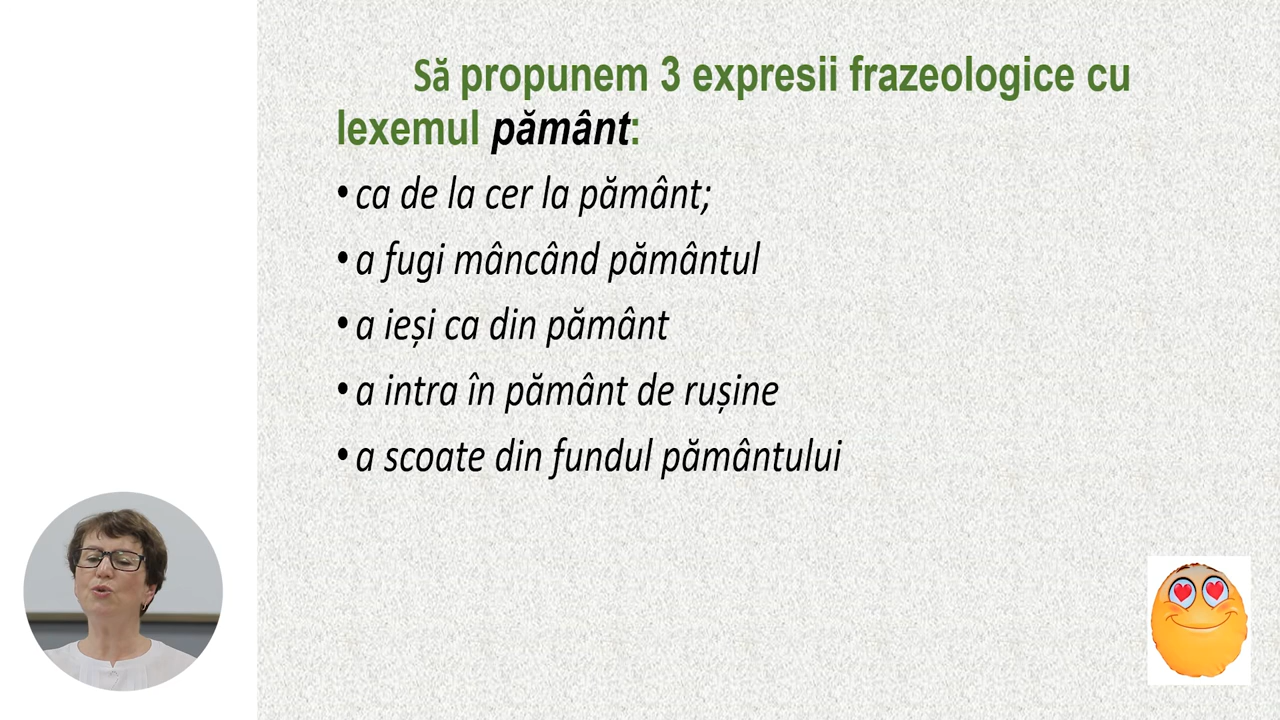 Să propunem 3 expresii frazeologice cu
lexemul pământ:
• ca de la cer la pământ;
• a fugi mâncând pământul
• a ieși ca din pământ
• a intra în pământ de rușine
• a scoate din fundul pământului